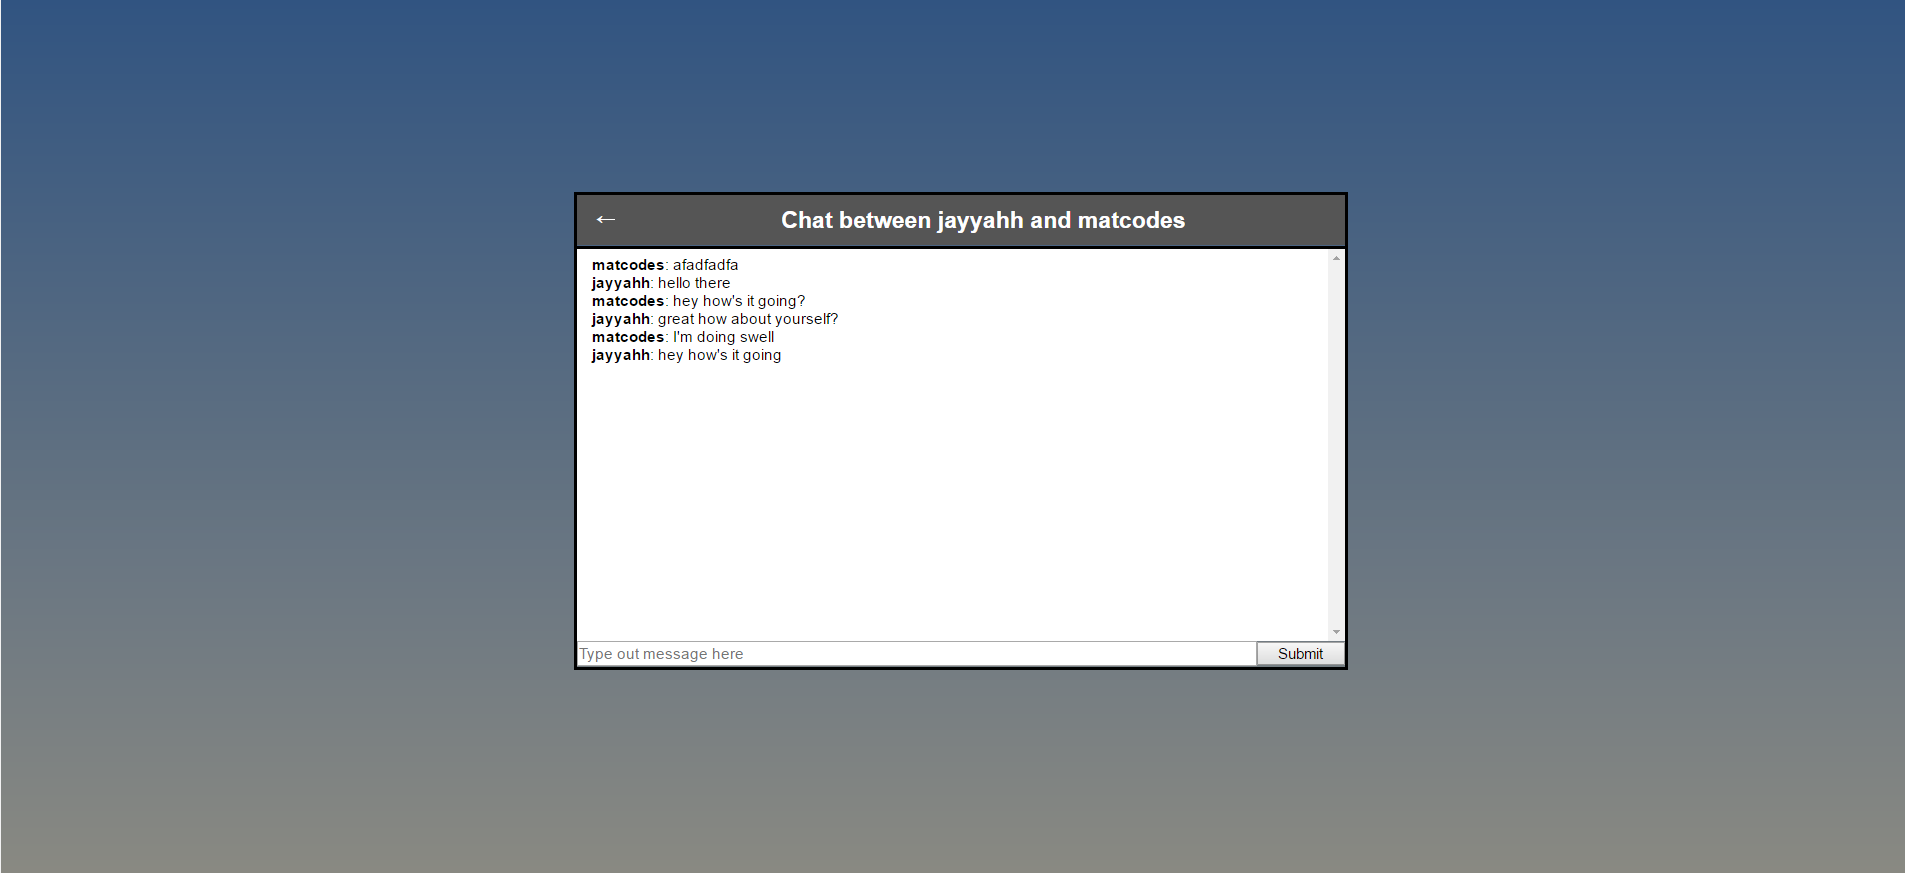 ←
Chat between jayyahh and matcodes
matcodes: afadfadfa
jayyahh: hello there
matcodes: hey how's it going?
jayyahh: great how about yourself?
matcodes: I'm doing swell
jayyahh: hey how's it going
Type out message here
Submit